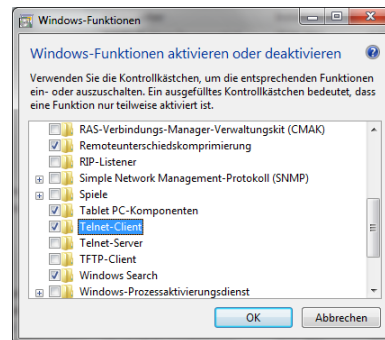 Windows-Funktionen
Windows-Funktionen aktivieren oder deaktivieren
Verwenden Sie die Kontrollkästchen, um die entsprechenden Funktionen
ein- oder auszuschalten. Ein ausgefülltes Kontrollkästchen bedeutet, dass
eine Funktion nur teilweise aktiviert ist.
RAS-Verbindungs-Manager-Verwaltungskit (CMAK)
Remoteunterschiedskomprimierung
RIP-Listener
Simple Network Management-Protokoll (SNMP)
Spiele
Tablet PC-Komponenten
Telnet-Client
Telnet-Server
TFTP-Client
Windows Search
Windows-Prozessaktivierungsdienst
OK
Abbrechen